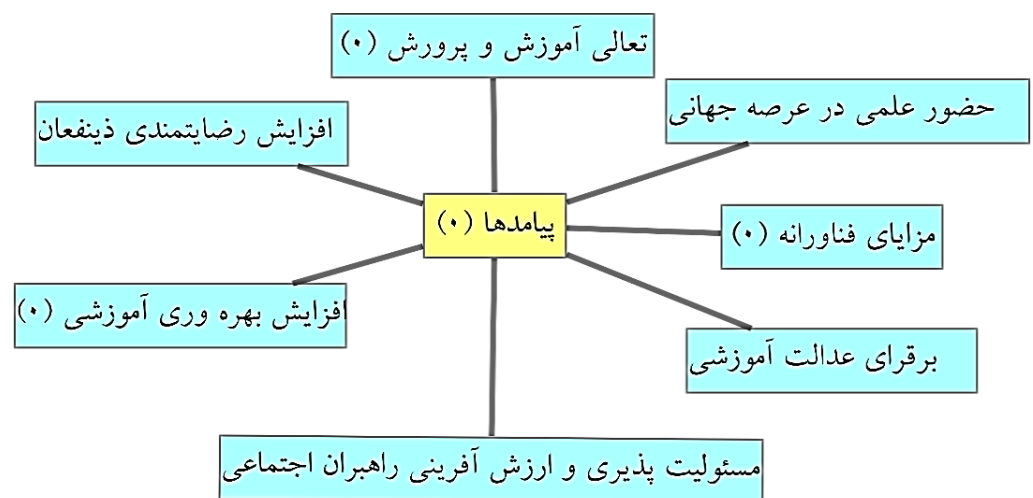 تعالی آموزش و پرورش (۰)
حضور علمی در عرصه جهانی
افزایش رضایتمندی ذینفعان
پیامدها (۰)
مزایای فناورانه (۰)
افزایش بهره وری آموزشی (۰)
برقرای عدالت آموزشی
مسئولیت پذیری و ارزش آفرینی راهبران اجتماعی